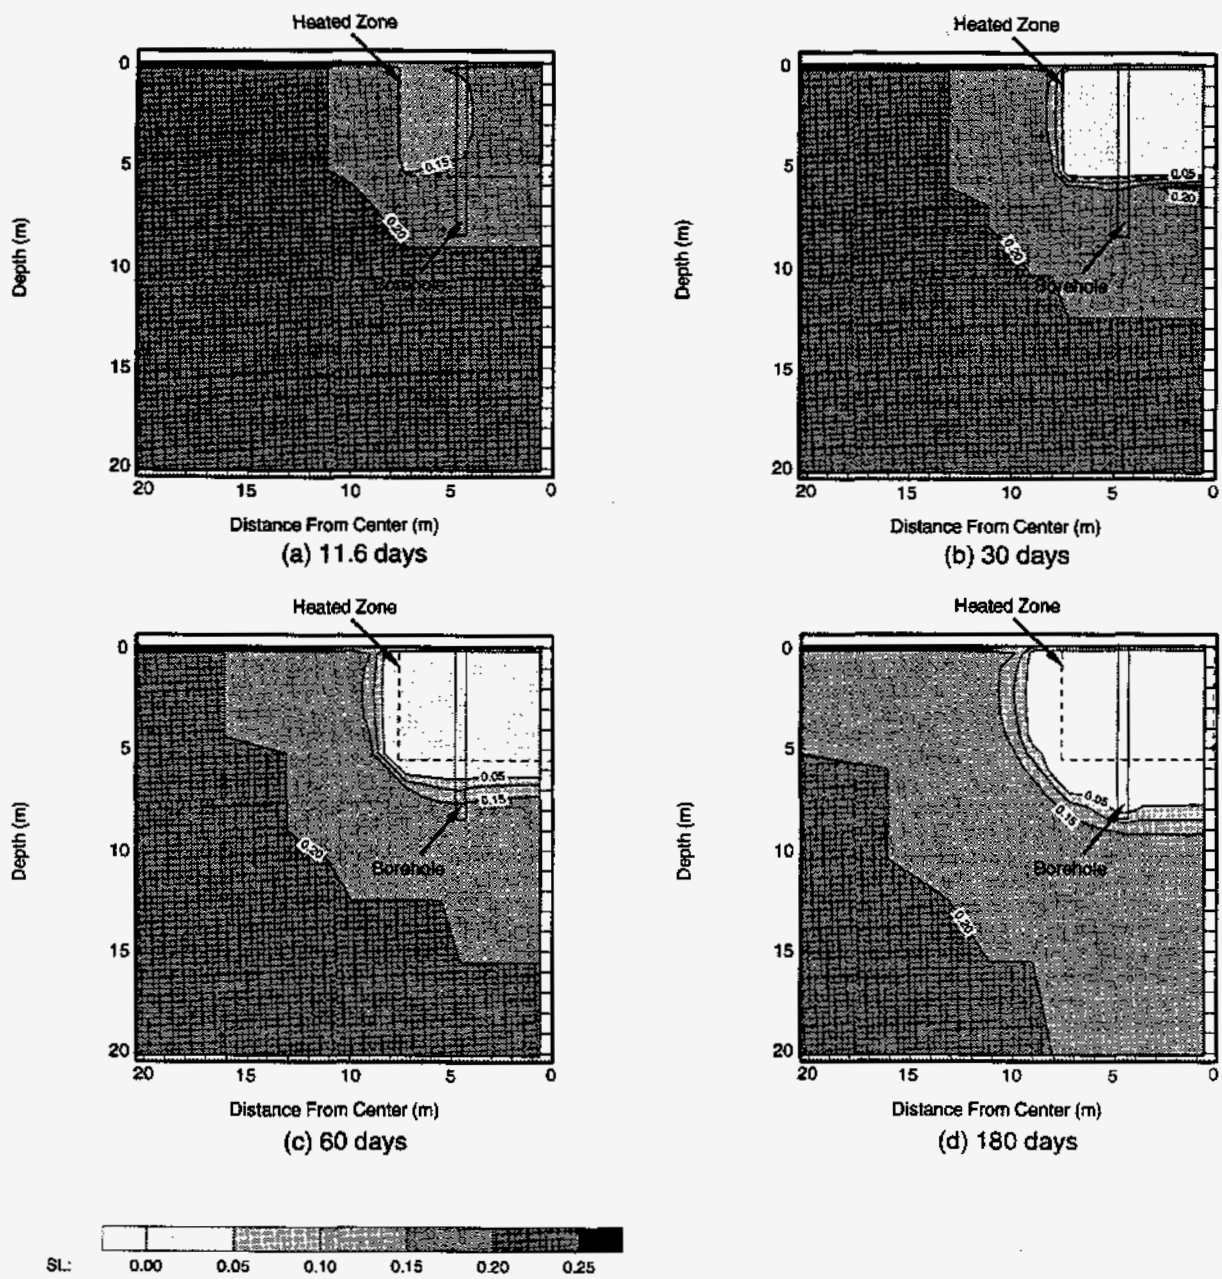 Heated Zone
0
5
10
15
20
Depth (m)
0.15
0.20
Borehole
20 15 10 5 0
Distance From Center (m)
(a) 11.6 days
Heated Zone
0
5
10
15
20
Depth (m)
0.05
0.20
0.20
Borehole
20 15 10 5 0
Distance From Center (m)
(b) 30 days
Heated Zone
0
5
10
15
20
Depth (m)
0.05
0.15
0.20
Borehole
20 15 10 5 0
Distance From Center (m)
(c) 60 days
Heated Zone
0
5
10
15
20
Depth (m)
0.05
0.15
0.20
Borehole
20 15 10 5 0
Distance From Center (m)
(d) 180 days
SL: 0.00 0.05 0.10 0.15 0.20 0.25